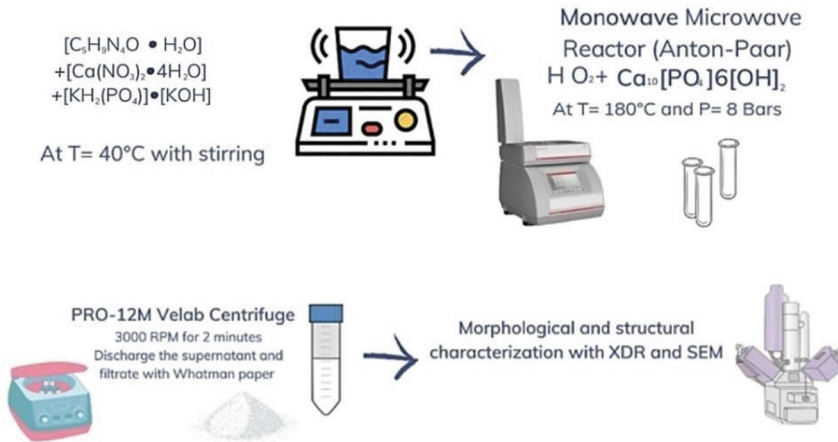 [C₅H₉N₄O • H₂O]
+[Ca(NO₃)₂•4H₂O]
+[KH₂(PO₄)]•[KOH]
At T= 40°C with stirring
Monowave Microwave
Reactor (Anton-Paar)
H O₂+ Ca₁₀[PO₄]6[OH]₂
At T= 180°C and P= 8 Bars
PRO-12M Velab Centrifuge
3000 RPM for 2 minutes
Discharge the supernatant and
filtrate with Whatman paper
Morphological and structural
characterization with XDR and SEM